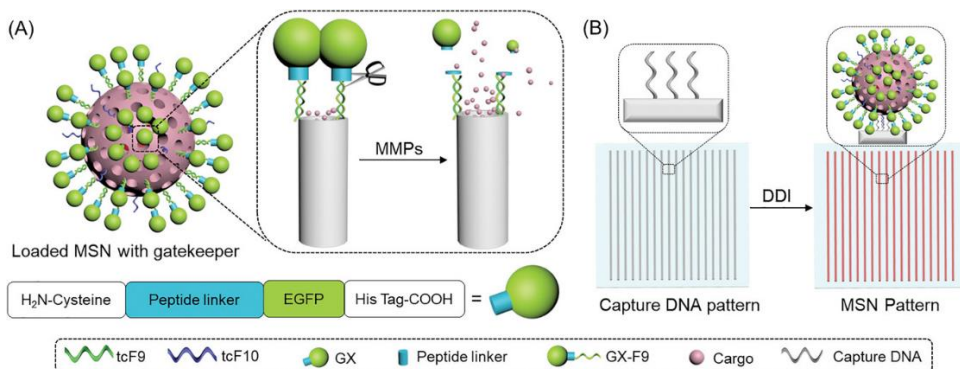 (A)
MMPs
Loaded MSN with gatekeeper
H₂N-Cysteine Peptide linker EGFP His Tag-COOH =
(B)
DDI
Capture DNA pattern MSN Pattern
tcF9 tcF10 GX Peptide linker GX-F9 Cargo Capture DNA